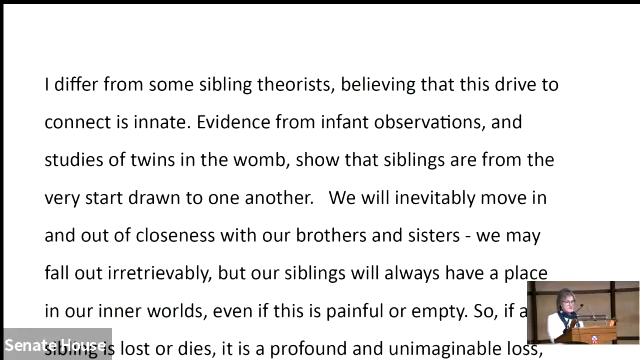 I differ from some sibling theorists, believing that this drive to
connect is innate. Evidence from infant observations, and
studies of twins in the womb, show that siblings are from the
very start drawn to one another.   We will inevitably move in
and out of closeness with our brothers and sisters - we may
fall out irretrievably, but our siblings will always have a place
in our inner worlds, even if this is painful or empty. So, if a
sibling is lost or dies, it is a profound and unimaginable loss,
Senate House